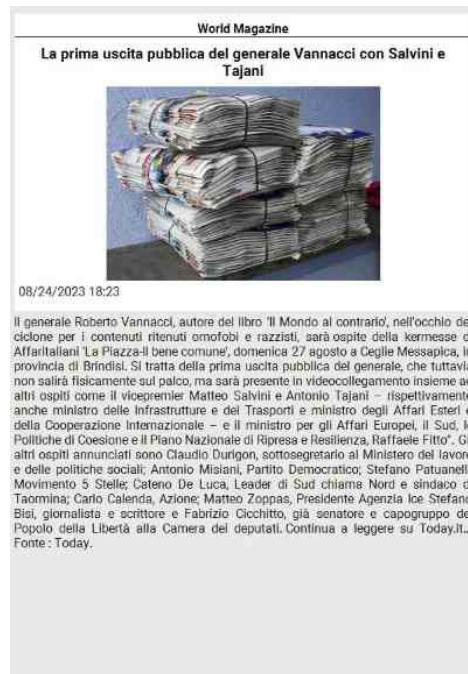 World Magazine
La prima uscita pubblica del generale Vannacci con Salvini e
Tajani
08/24/2023 18:23
Il generale Roberto Vannacci, autore del libro 'Il Mondo al contrario', nell'occhio de
ciclone per i contenuti ritenuti omofobi e razzisti, sarà ospite della kermesse d
Affaritaliani 'La Piazza-Il bene comune', domenica 27 agosto a Ceglie Messapica, i
provincia di Brindisi. Si tratta della prima uscita pubblica del generale, che tuttavia
non salirà fisicamente sul palco, ma sarà presente in videocollegamento insieme ad
altri ospiti come il vicepremier Matteo Salvini e Antonio Tajani – rispettivamente
anche ministro delle Infrastrutture e dei Trasporti e ministro degli Affari Esteri e
della Cooperazione Internazionale – e il ministro per gli Affari Europei, il Sud, le
Politiche di Coesione e il Piano Nazionale di Ripresa e Resilienza, Raffaele Fitto". G
altri ospiti annunciati sono Claudio Durigon, sottosegretario al Ministero del lavoro
e delle politiche sociali; Antonio Misiani, Partito Democratico; Stefano Patuanell
Movimento 5 Stelle; Cateno De Luca, Leader di Sud chiama Nord e sindaco d
Taormina; Carlo Calenda, Azione; Matteo Zoppas, Presidente Agenzia Ice Stefano
Bisi, giornalista e scrittore e Fabrizio Cicchitto, già senatore e capogruppo de
Popolo della Libertà alla Camera dei deputati. Continua a leggere su Today.it...
Fonte : Today.